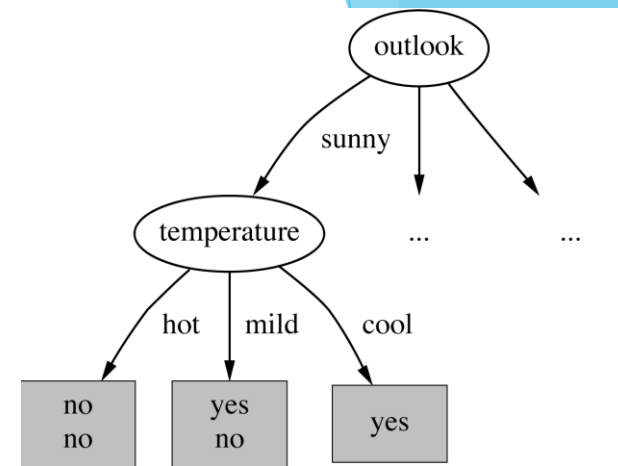 outlook
sunny
temperature
...
...
hot
mild
cool
no
no
yes
no
yes